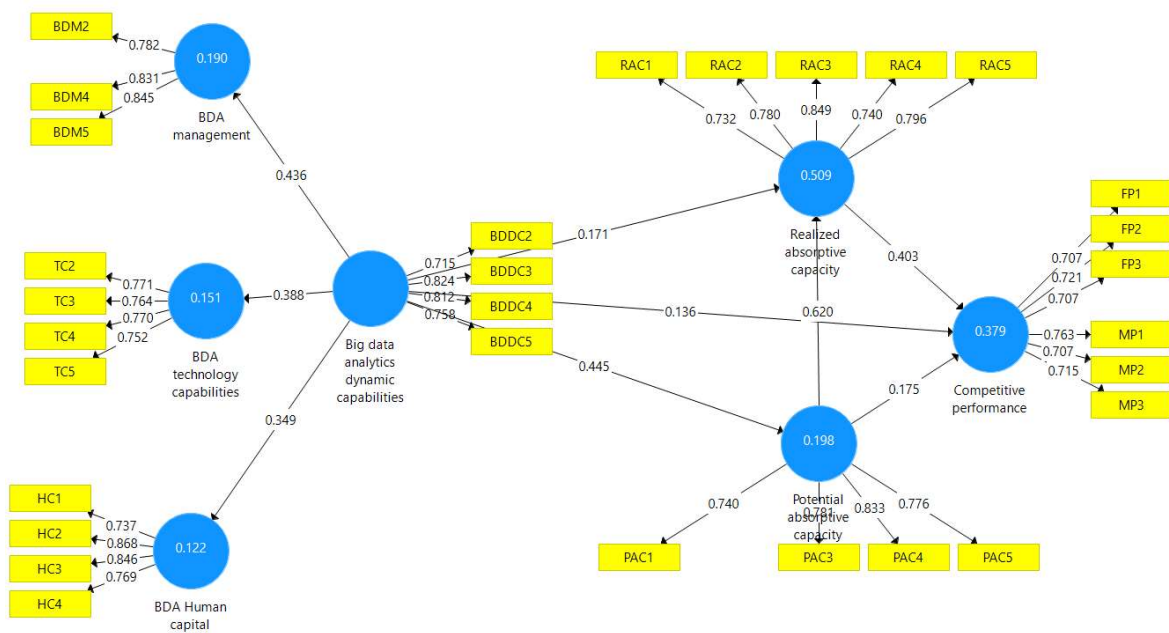 BDM2
BDM4
BDM5
0.782
0.831
0.845
0.190
BDA
management
0.436
TC2
TC3
TC4
TC5
0.771
0.764
0.770
0.752
0.151
BDA
technology
capabilities
0.388
HC1
HC2
HC3
HC4
0.737
0.868
0.846
0.769
0.122
BDA Human
capital
0.349
Big data
analytics
dynamic
capabilities
BDDC2
BDDC3
BDDC4
BDDC5
0.715
0.824
0.812
0.758
0.171
0.136
0.445
RAC1
RAC2
RAC3
RAC4
RAC5
0.732
0.780
0.849
0.740
0.796
0.509
Realized
absorptive
capacity
0.403
0.620
0.175
0.198
Potential
absorptive
capacity
0.740
0.781
0.833
0.776
PAC1
PAC3
PAC4
PAC5
0.379
Competitive
performance
0.707
0.721
0.707
0.763
0.707
0.715
FP1
FP2
FP3
MP1
MP2
MP3